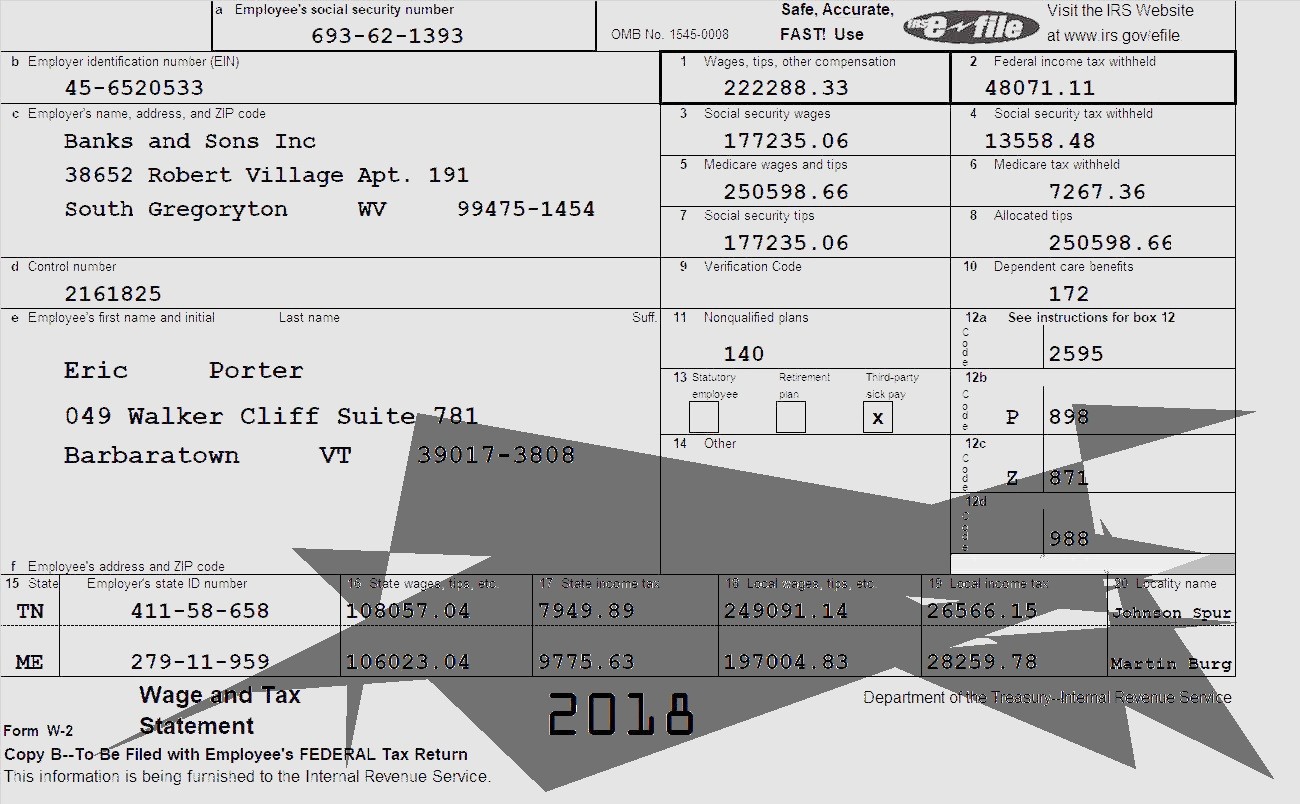 a Employee's social security number
693-62-1393
OMB No. 1545-0008
Safe, Accurate,
FAST! Use
IRS e-file
Visit the IRS Website
at www.irs.gov/efile
b Employer identification number (EIN)
45-6520533
1 Wages, tips, other compensation
222288.33
2 Federal income tax withheld
48071.11
c Employer's name, address, and ZIP code
Banks and Sons Inc
38652 Robert Village Apt. 191
South Gregoryton WV 99475-1454
3 Social security wages
177235.06
4 Social security tax withheld
13558.48
5 Medicare wages and tips
250598.66
6 Medicare tax withheld
7267.36
7 Social security tips
177235.06
8 Allocated tips
250598.66
d Control number
2161825
9 Verification Code
10 Dependent care benefits
172
e Employee's first name and initial Last name Suff.
Eric Porter
049 Walker Cliff Suite 781
Barbaratown VT 39017-3808
11 Nonqualified plans
140
12a See instructions for box 12
Code
2595
13 Statutory employee
Retirement plan
Third-party sick pay
x
12b
Code
P 898
14 Other
12c
Code
Z 871
12d
Code
988
f Employee's address and ZIP code
15 State Employer's state ID number 16 State wages, tips, etc. 17 State income tax 18 Local wages, tips, etc. 19 Local income tax 20 Locality name
TN 411-58-658 108057.04 7949.89 249091.14 26566.15 Johnson Spur
ME 279-11-959 106023.04 9775.63 197004.83 28259.78 Martin Burg
Form W-2
Wage and Tax
Statement
2018
Department of the Treasury--Internal Revenue Service
Copy B--To Be Filed with Employee's FEDERAL Tax Return
This information is being furnished to the Internal Revenue Service.